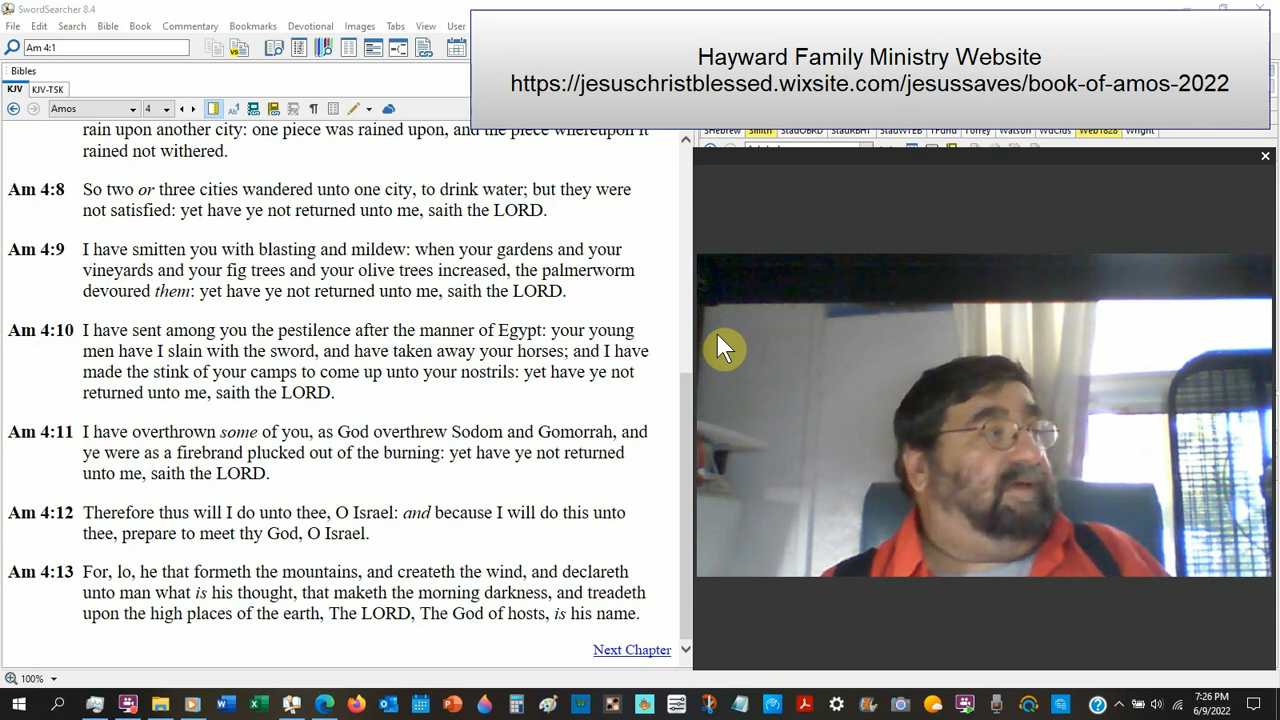 SwordSearcher 8.4
File Edit Search Bible Book Commentary Bookmarks Devotional Images Tabs View User
Hayward Family Ministry Website
https://jesuschristblessed.wixsite.com/jesussaves/book-of-amos-2022
Am 4:1
Bibles
KJV KJV-TSK
Amos 4
rain upon another city: one piece was rained upon, and the piece whereupon it
rained not withered.
Am 4:8 So two or three cities wandered unto one city, to drink water; but they were
not satisfied: yet have ye not returned unto me, saith the LORD.
Am 4:9 I have smitten you with blasting and mildew: when your gardens and your
vineyards and your fig trees and your olive trees increased, the palmerworm
devoured them: yet have ye not returned unto me, saith the LORD.
Am 4:10 I have sent among you the pestilence after the manner of Egypt: your young
men have I slain with the sword, and have taken away your horses; and I have
made the stink of your camps to come up unto your nostrils: yet have ye not
returned unto me, saith the LORD.
Am 4:11 I have overthrown some of you, as God overthrew Sodom and Gomorrah, and
ye were as a firebrand plucked out of the burning: yet have ye not returned
unto me, saith the LORD.
Am 4:12 Therefore thus will I do unto thee, O Israel: and because I will do this unto
thee, prepare to meet thy God, O Israel.
Am 4:13 For, lo, he that formeth the mountains, and createth the wind, and declareth
unto man what is his thought, that maketh the morning darkness, and treadeth
upon the high places of the earth, The LORD, The God of hosts, is his name.
Next Chapter
100%
7:26 PM
6/9/2022